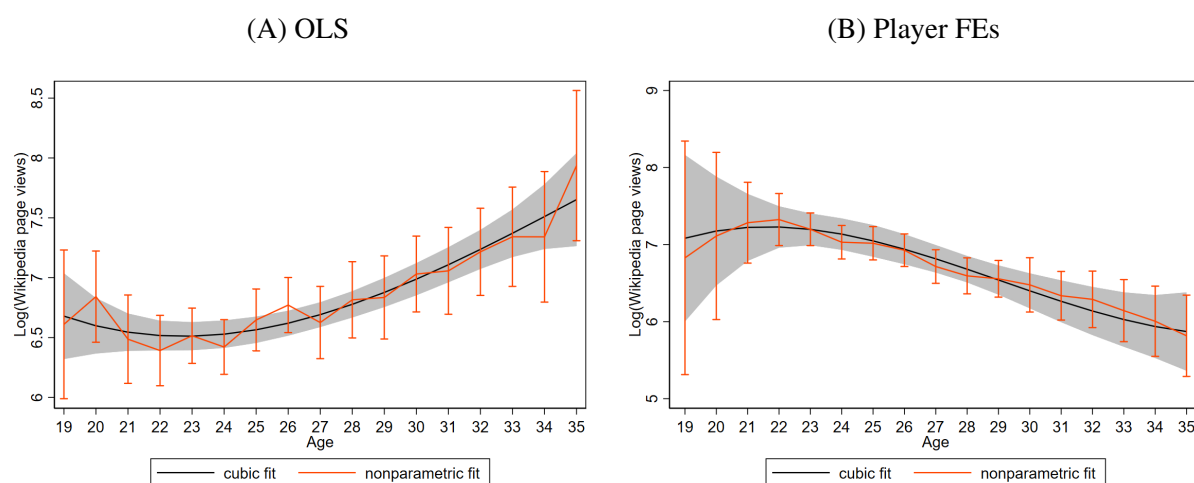 (A) OLS
Log(Wikipedia page views)
8.5
8
7.5
7
6.5
6
19 20 21 22 23 24 25 26 27 28 29 30 31 32 33 34 35
Age
cubic fit
nonparametric fit
(B) Player FEs
Log(Wikipedia page views)
9
8
7
6
5
19 20 21 22 23 24 25 26 27 28 29 30 31 32 33 34 35
Age
cubic fit
nonparametric fit